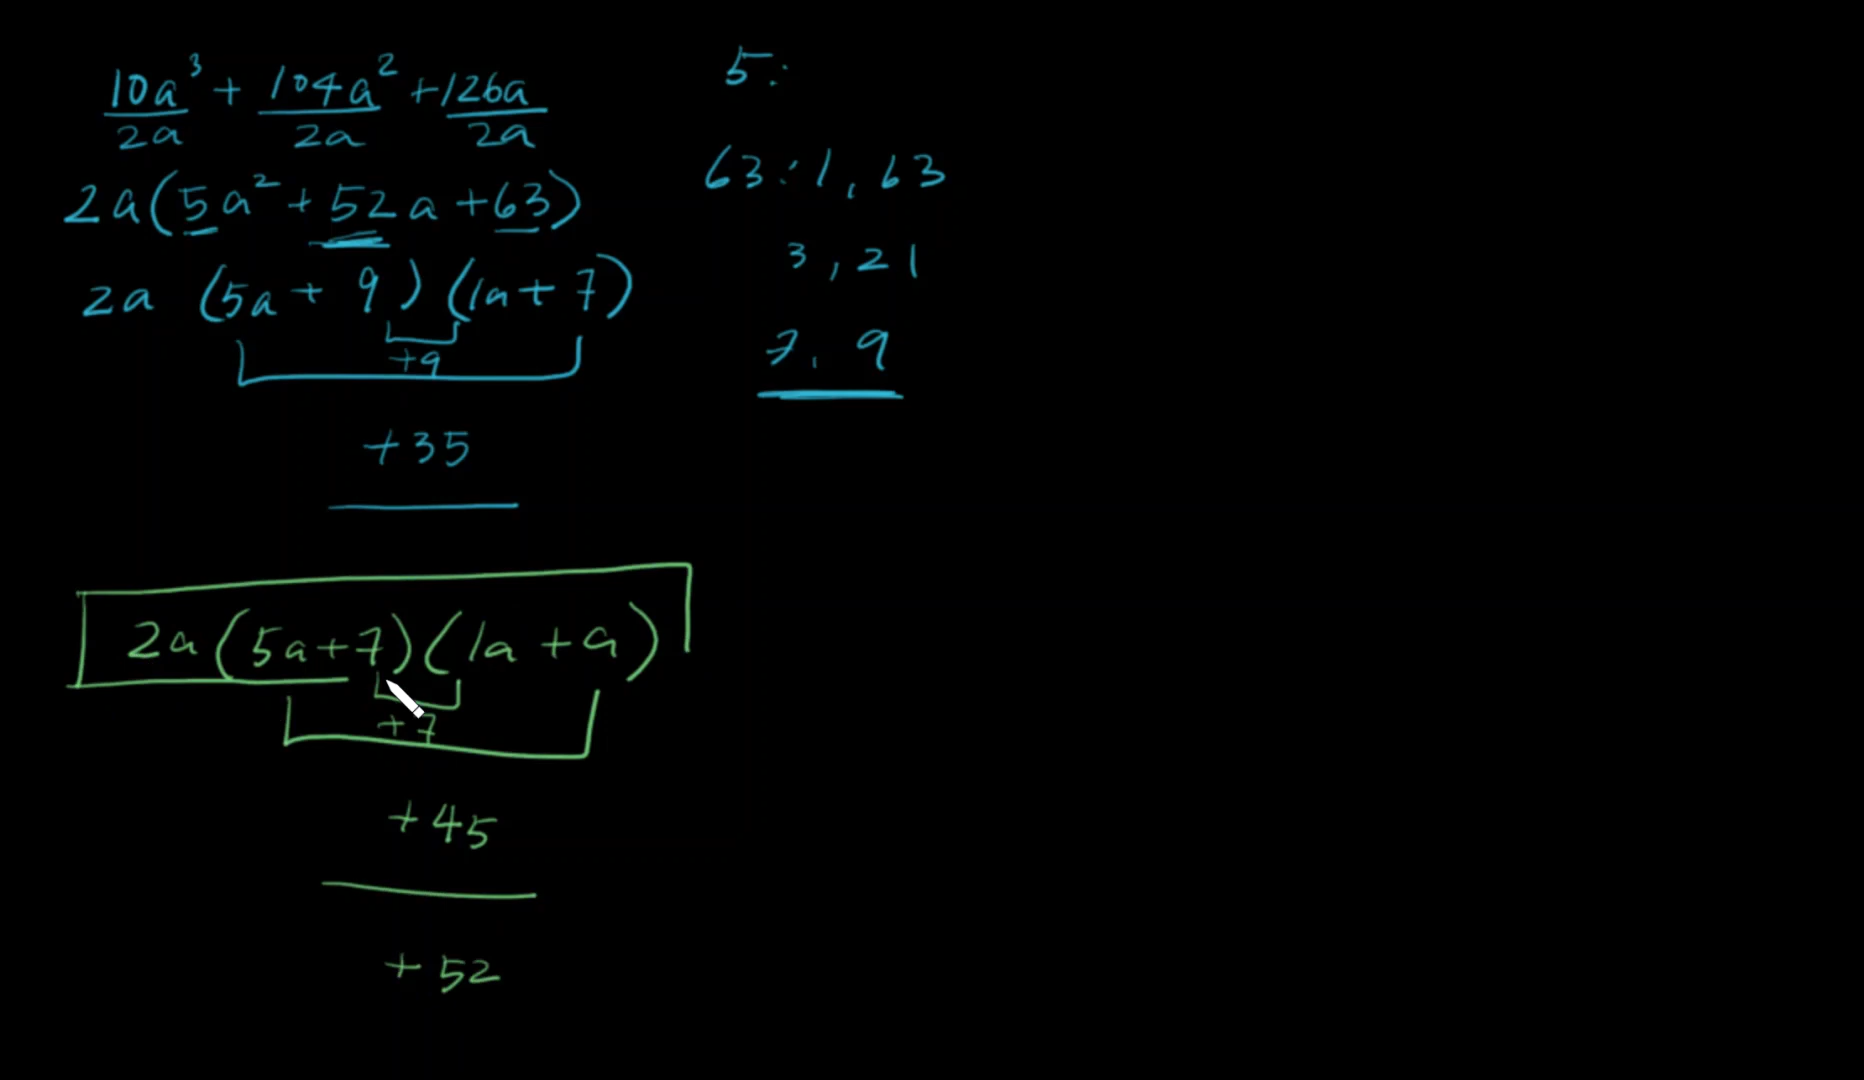 10a³ + 104a² + 126a
2a 2a 2a
2a(5a² + 52a + 63)
2a (5a + 9) (1a + 7)
+9
+35
2a(5a+7)(1a + 9)
+7
+45
+52
5:
63: 1, 63
3, 21
7, 9